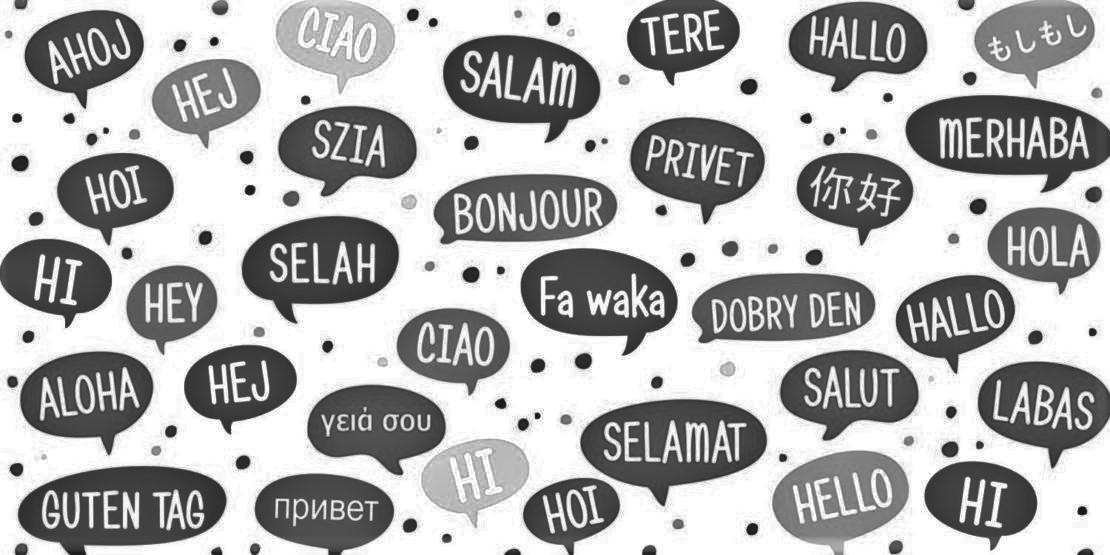 AHOJ
CIAO
TERE
HALLO
もしもし
HEJ
SALAM
SZIA
PRIVET
MERHABA
HOI
BONJOUR
你好
HI
SELAH
HOLA
HEY
Fa waka
DOBRY DEN
HALLO
CIAO
ALOHA
HEJ
SALUT
LABAS
γειά σου
SELAMAT
HI
HELLO
GUTEN TAG
привет
HOI
HI